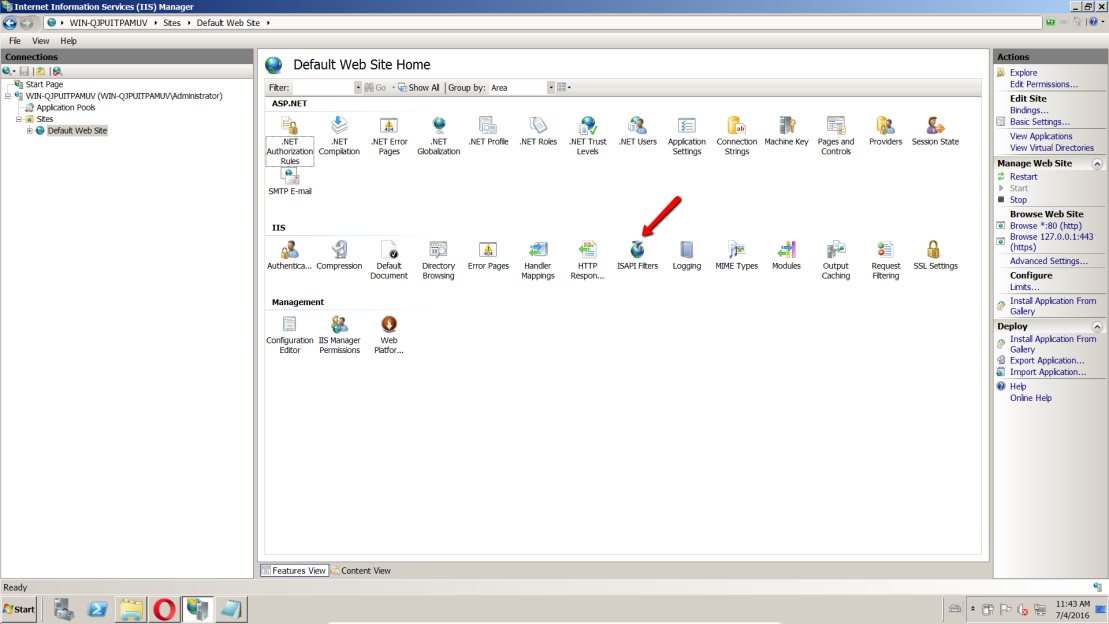 Internet Information Services (IIS) Manager
WIN-QJPUITPAMUV
Sites
Default Web Site
File View Help
Connections
Start Page
WIN-QJPUITPAMUV (WIN-QJPUITPAMUV\Administrator)
Application Pools
Sites
Default Web Site
Default Web Site Home
Filter: Go Show All Group by: Area
ASP.NET
.NET Authorization Rules
.NET Compilation
.NET Error Pages
.NET Globalization
.NET Profile
.NET Roles
.NET Trust Levels
.NET Users
Application Settings
Connection Strings
Machine Key
Pages and Controls
Providers
Session State
SMTP E-mail
IIS
Authentica...
Compression
Default Document
Directory Browsing
Error Pages
Handler Mappings
HTTP Respon...
ISAPI Filters
Logging
MIME Types
Modules
Output Caching
Request Filtering
SSL Settings
Management
Configuration Editor
IIS Manager Permissions
Web Platfor...
Features View Content View
Actions
Explore
Edit Permissions...
Edit Site
Bindings...
Basic Settings...
View Applications
View Virtual Directories
Manage Web Site
Restart
Start
Stop
Browse Web Site
Browse *:80 (http)
Browse 127.0.0.1:443
(https)
Advanced Settings...
Configure
Limits...
Install Application From
Gallery
Deploy
Install Application From
Gallery
Export Application...
Import Application...
Help
Online Help
Ready
Start
11:43 AM
7/4/2016